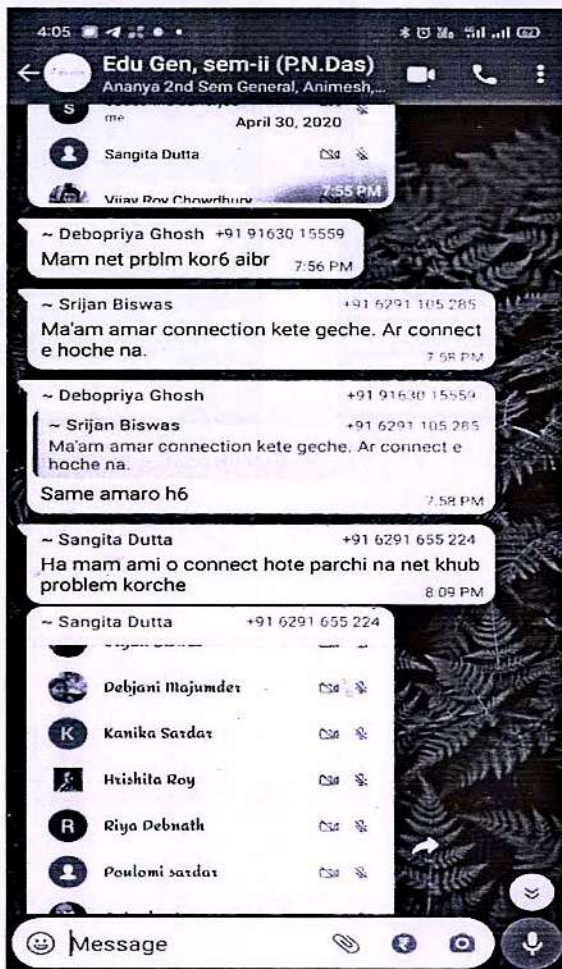 4:05
Edu Gen, sem-ii (P.N.Das)
Ananya 2nd Sem General, Animesh,...
S
me
April 30, 2020
Sangita Dutta
Vijay Roy Chowdhury
7:55 PM
~ Debopriya Ghosh +91 91630 15559
Mam net prblm kor6 aibr 7:56 PM
~ Srijan Biswas +91 6291 105 285
Ma'am amar connection kete geche. Ar connect
e hoche na.
7:58 PM
~ Debopriya Ghosh +91 91630 15559
~ Srijan Biswas +91 6291 105 285
Ma'am amar connection kete geche. Ar connect e
hoche na.
Same amaro h6 7:58 PM
~ Sangita Dutta +91 6291 655 224
Ha mam ami o connect hote parchi na net khub
problem korche 8:09 PM
~ Sangita Dutta +91 6291 655 224
Debjani Majumder
K Kanika Sardar
Hrishita Roy
R Riya Debnath
Poulomi sardar
Message